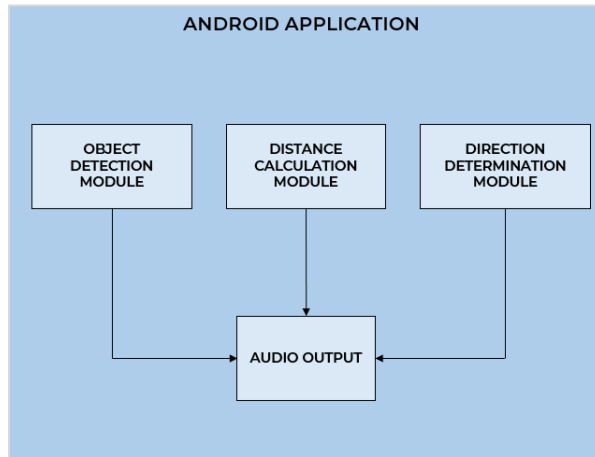 ANDROID APPLICATION
OBJECT
DETECTION
MODULE
DISTANCE
CALCULATION
MODULE
DIRECTION
DETERMINATION
MODULE
AUDIO OUTPUT